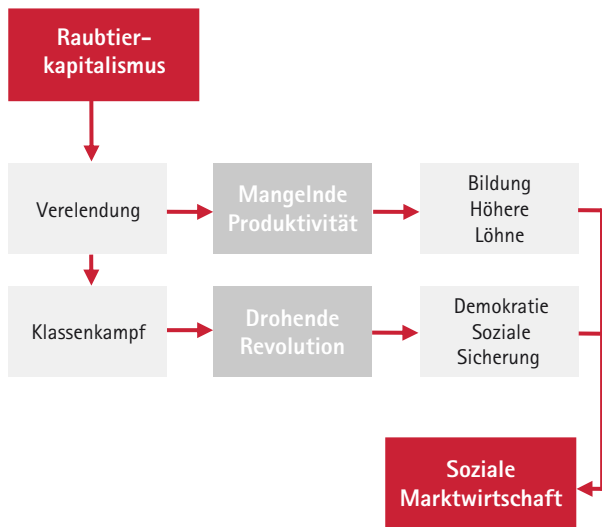 Raubtier-
kapitalismus
Verelendung
Mangelnde
Produktivität
Bildung
Höhere
Löhne
Klassenkampf
Drohende
Revolution
Demokratie
Soziale
Sicherung
Soziale
Marktwirtschaft